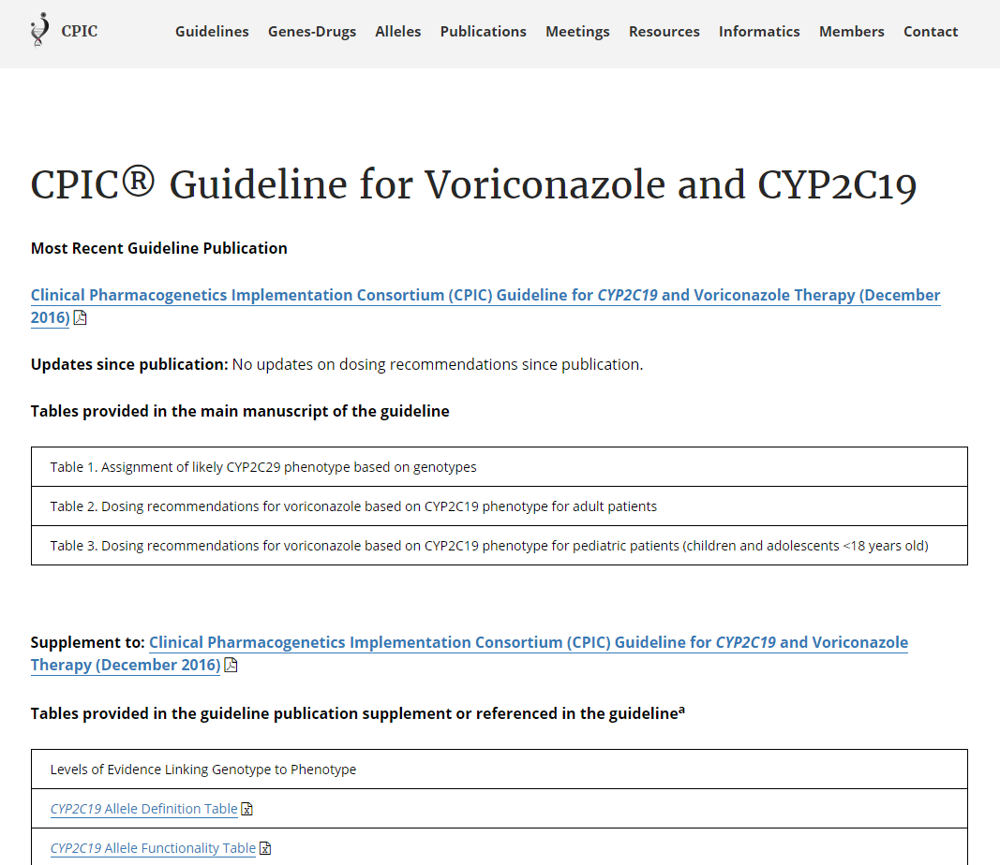 CPIC
Guidelines Genes-Drugs Alleles Publications Meetings Resources Informatics Members Contact
CPIC® Guideline for Voriconazole and CYP2C19
Most Recent Guideline Publication
Clinical Pharmacogenetics Implementation Consortium (CPIC) Guideline for CYP2C19 and Voriconazole Therapy (December
2016)
Updates since publication: No updates on dosing recommendations since publication.
Tables provided in the main manuscript of the guideline
Table 1. Assignment of likely CYP2C29 phenotype based on genotypes
Table 2. Dosing recommendations for voriconazole based on CYP2C19 phenotype for adult patients
Table 3. Dosing recommendations for voriconazole based on CYP2C19 phenotype for pediatric patients (children and adolescents <18 years old)
Supplement to: Clinical Pharmacogenetics Implementation Consortium (CPIC) Guideline for CYP2C19 and Voriconazole
Therapy (December 2016)
Tables provided in the guideline publication supplement or referenced in the guidelineª
Levels of Evidence Linking Genotype to Phenotype
CYP2C19 Allele Definition Table
CYP2C19 Allele Functionality Table